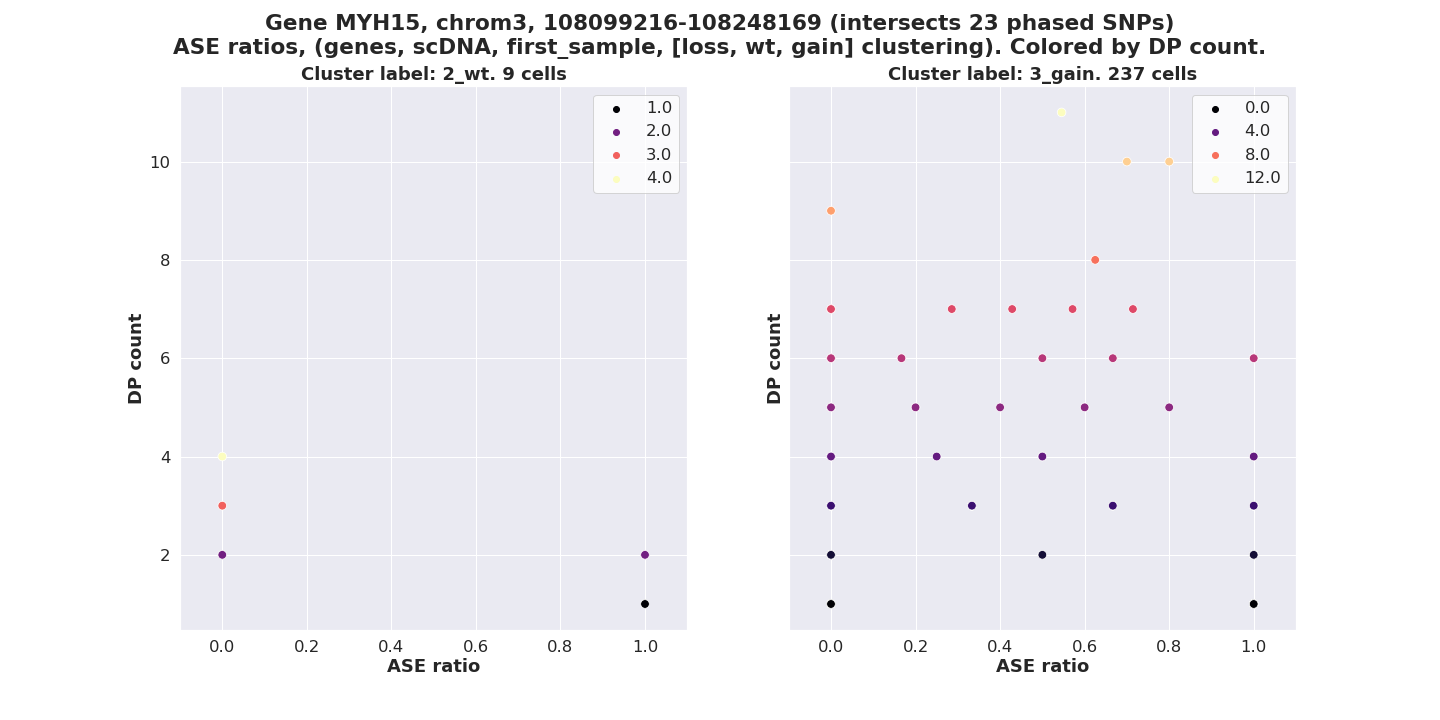 Gene MYH15, chrom3, 108099216-108248169 (intersects 23 phased SNPs)
ASE ratios, (genes, scDNA, first_sample, [loss, wt, gain] clustering). Colored by DP count.
Cluster label: 2_wt. 9 cells
1.0
2.0
3.0
4.0
10
8
6
4
2
DP count
0.0 0.2 0.4 0.6 0.8 1.0
ASE ratio
Cluster label: 3_gain. 237 cells
0.0
4.0
8.0
12.0
DP count
0.0 0.2 0.4 0.6 0.8 1.0
ASE ratio